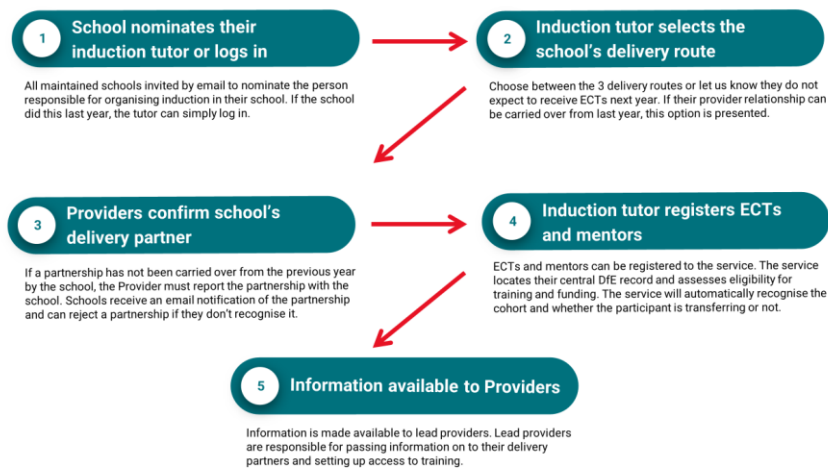 1
School nominates their
induction tutor or logs in
All maintained schools invited by email to nominate the person
responsible for organising induction in their school. If the school
did this last year, the tutor can simply log in.
2
Induction tutor selects the
school's delivery route
Choose between the 3 delivery routes or let us know they do not
expect to receive ECTs next year. If their provider relationship can
be carried over from last year, this option is presented.
3
Providers confirm school's
delivery partner
If a partnership has not been carried over from the previous year
by the school, the Provider must report the partnership with the
school. Schools receive an email notification of the partnership
and can reject a partnership if they don't recognise it.
4
Induction tutor registers ECTs
and mentors
ECTs and mentors can be registered to the service. The service
locates their central DfE record and assesses eligibility for
training and funding. The service will automatically recognise the
cohort and whether the participant is transferring or not.
5
Information available to Providers
Information is made available to lead providers. Lead providers
are responsible for passing information on to their delivery
partners and setting up access to training.